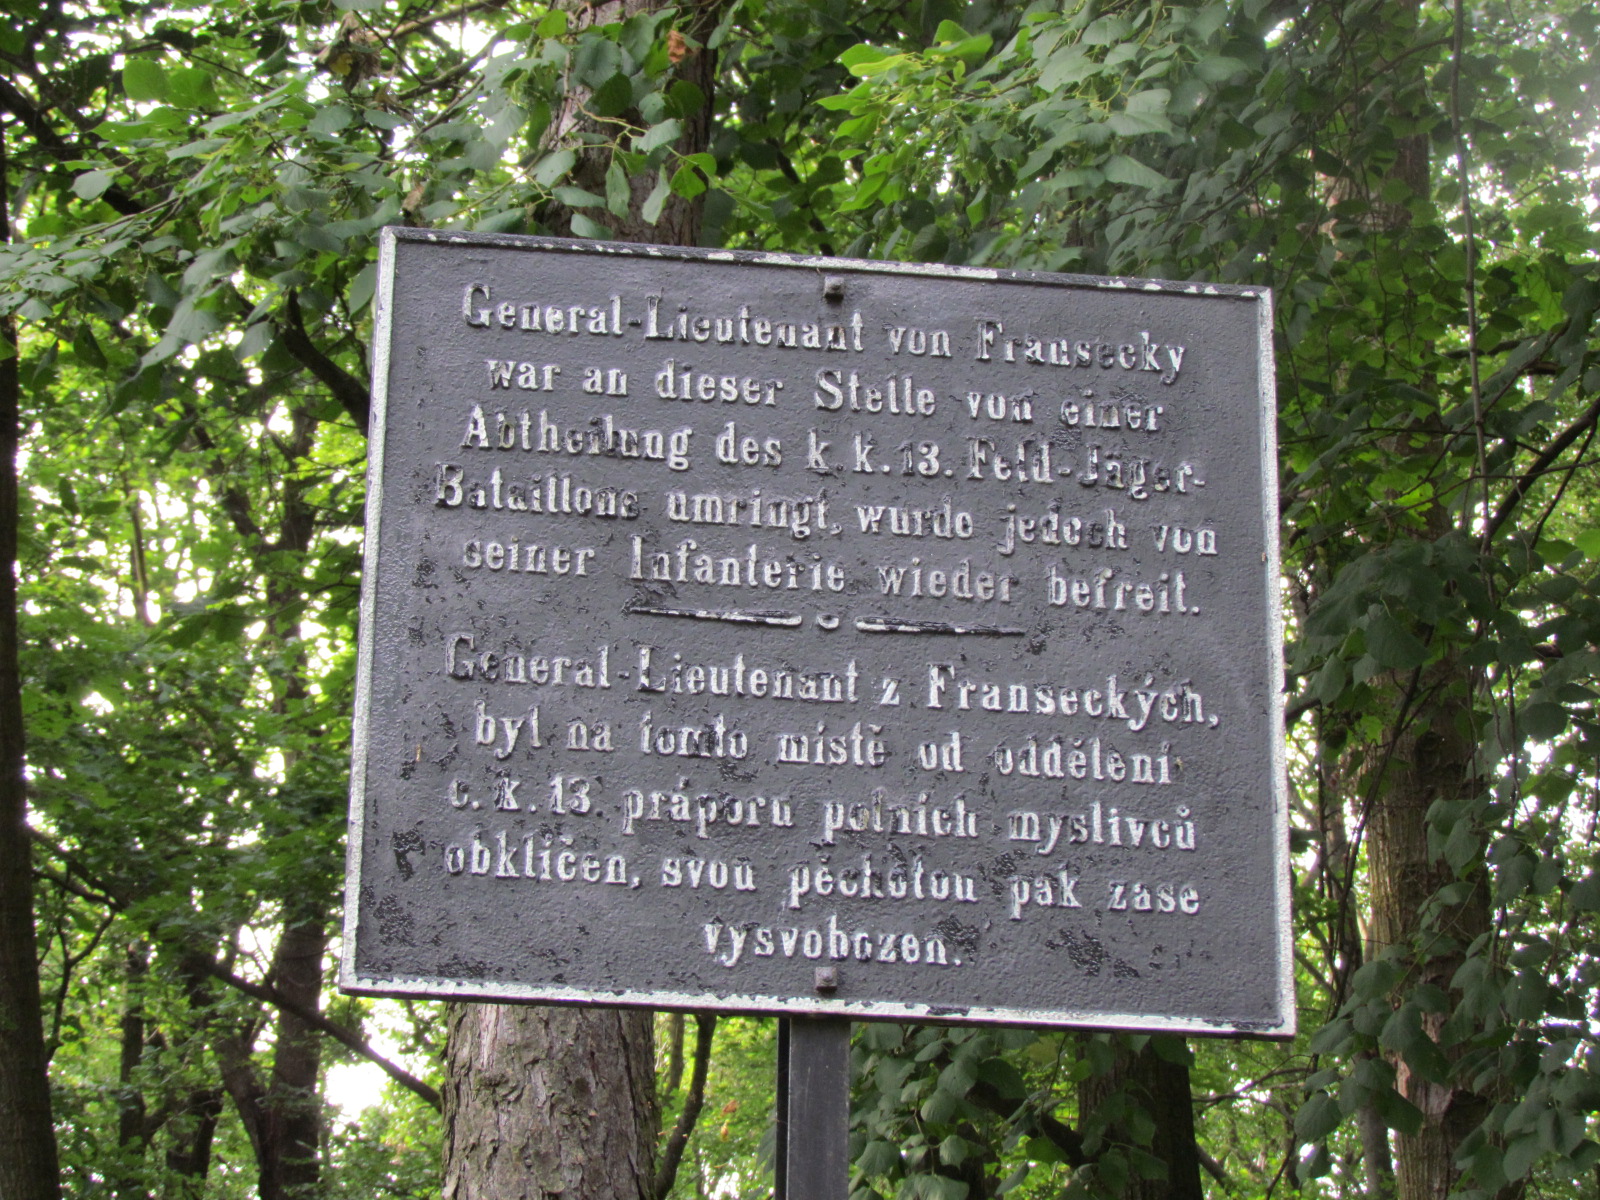 General-Lieutenant von Fransecky
war an dieser Stelle von einer
Abtheilung des k. k. 13. Feld-Jäger-
Bataillons umringt, wurde jedoch von
seiner Infanterie wieder befreit.
General-Lieutenant z Franseckých,
byl na tomto místě od oddělení
c. k. 13. práporu polních myslivců
obklíčen, svou pěchotou pak zase
vysvobozen.